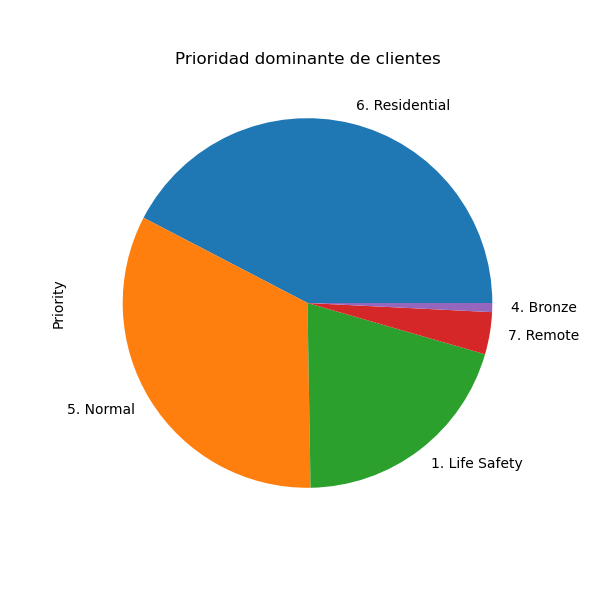 Prioridad dominante de clientes
6. Residential
4. Bronze
7. Remote
Priority
5. Normal
1. Life Safety